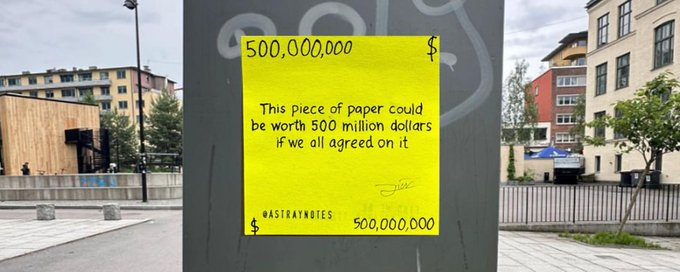 500,000,000 $
This piece of paper could
be worth 500 million dollars
if we all agreed on it
@ASTRAYNOTES
$ 500,000,000